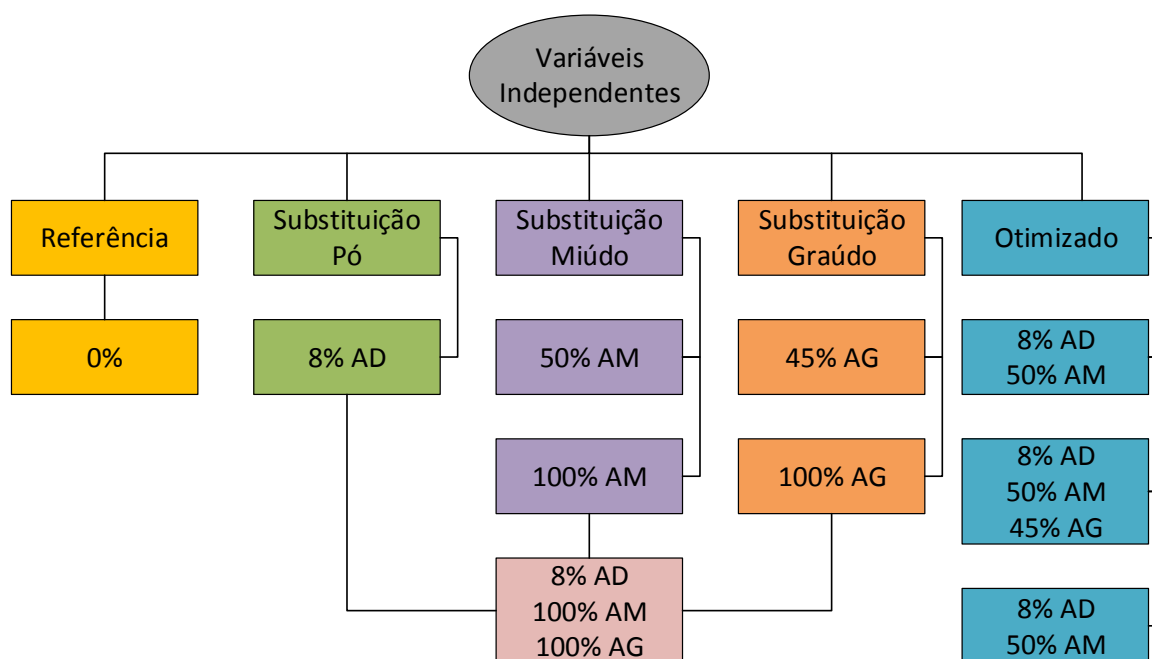 Variáveis
Independentes
Referência
Substituição
Pó
Substituição
Miúdo
Substituição
Graúdo
Otimizado
0%
8% AD
50% AM
45% AG
8% AD
50% AM
100% AM
100% AG
8% AD
50% AM
45% AG
8% AD
100% AM
100% AG
8% AD
50% AM